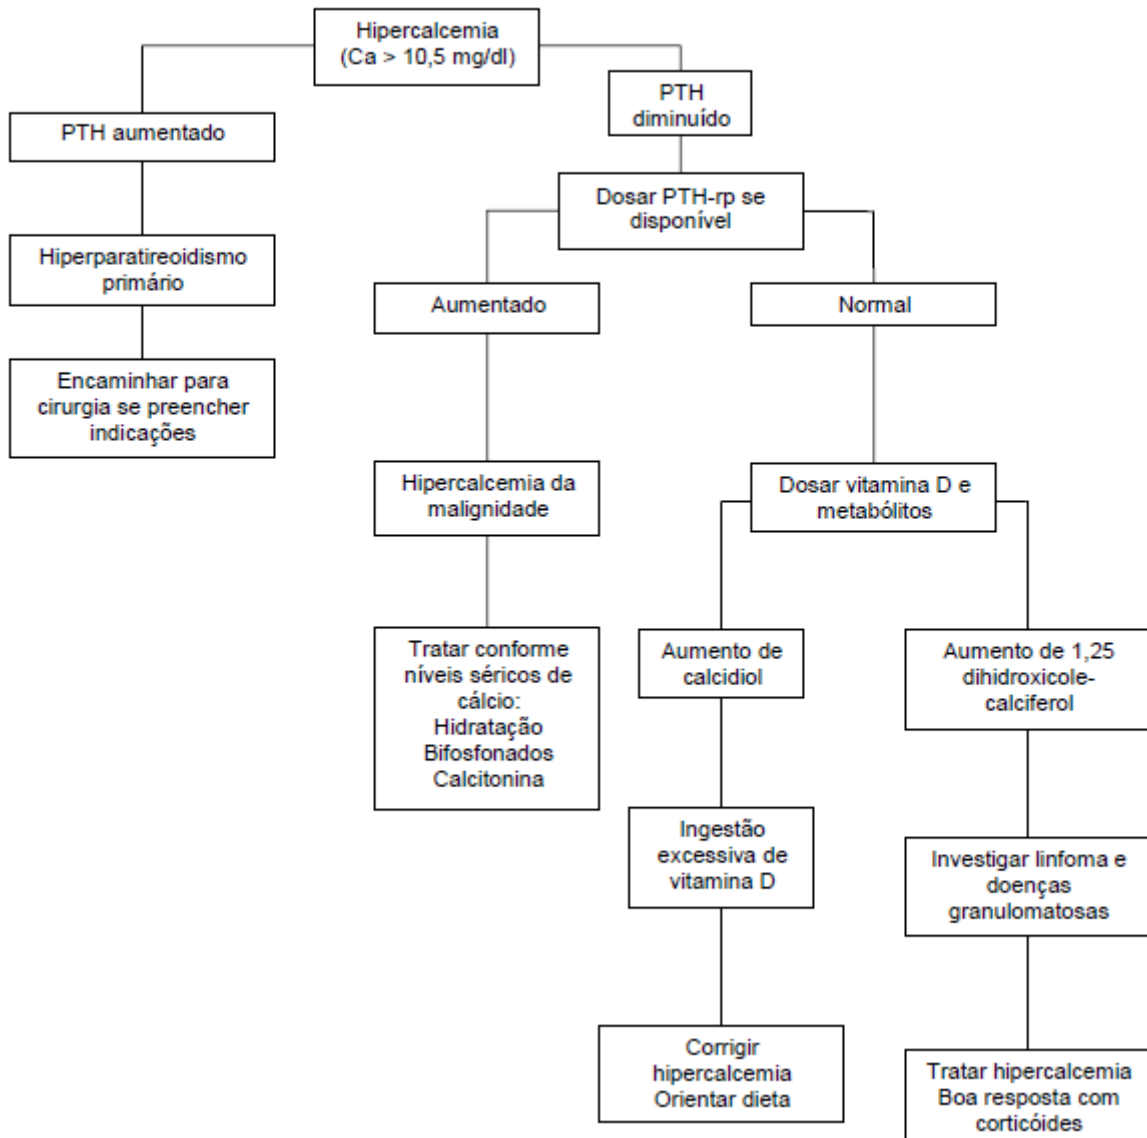 Hipercalcemia
(Ca > 10,5 mg/dl)
PTH
diminuído
PTH aumentado
Dosar PTH-rp se
disponível
Hiperparatireoidismo
primário
Aumentado
Normal
Encaminhar para
cirurgia se preencher
indicações
Hipercalcemia da
malignidade
Dosar vitamina D e
metabólitos
Tratar conforme
níveis séricos de
cálcio:
Hidratação
Bifosfonados
Calcitonina
Aumento de
calcidiol
Aumento de 1,25
dihidroxicole-
calciferol
Ingestão
excessiva de
vitamina D
Investigar linfoma e
doenças
granulomatosas
Corrigir
hipercalcemia
Orientar dieta
Tratar hipercalcemia
Boa resposta com
corticóides